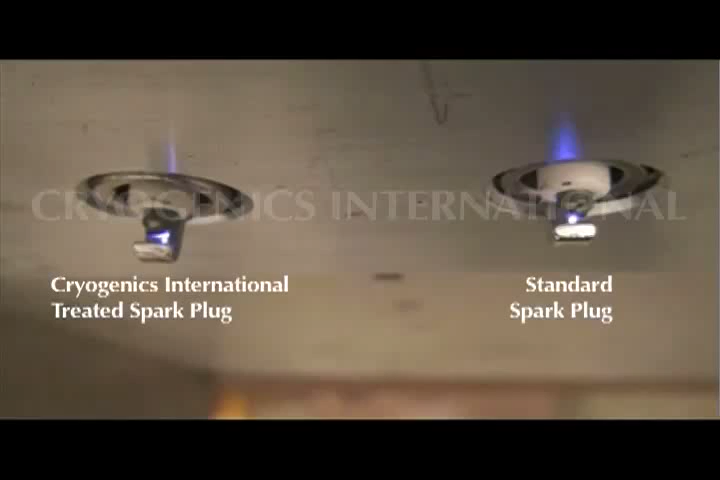 CRYOGENICS INTERNATIONAL
Cryogenics International
Treated Spark Plug
Standard
Spark Plug